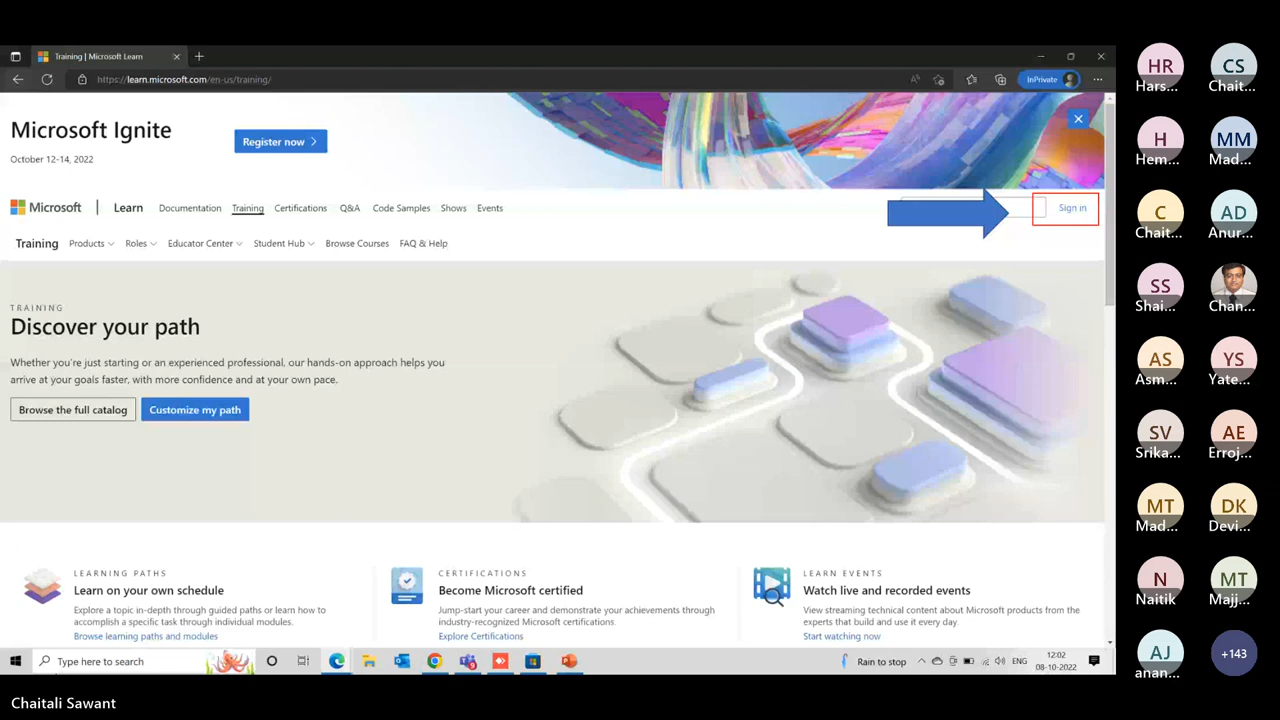 Training | Microsoft Learn
https://learn.microsoft.com/en-us/training/
InPrivate
Microsoft Ignite
October 12-14, 2022
Register now
Microsoft
Learn
Documentation
Training
Certifications
Q&A
Code Samples
Shows
Events
Sign in
Training
Products
Roles
Educator Center
Student Hub
Browse Courses
FAQ & Help
TRAINING
Discover your path
Whether you're just starting or an experienced professional, our hands-on approach helps you
arrive at your goals faster, with more confidence and at your own pace.
Browse the full catalog
Customize my path
LEARNING PATHS
Learn on your own schedule
Explore a topic in-depth through guided paths or learn how to
accomplish a specific task through individual modules.
Browse learning paths and modules
CERTIFICATIONS
Become Microsoft certified
Jump-start your career and demonstrate your achievements through
industry-recognized Microsoft certifications.
Explore Certifications
LEARN EVENTS
Watch live and recorded events
View streaming technical content about Microsoft products from the
experts that build and use it every day.
Start watching now
Type here to search
Rain to stop
ENG
12:02
08-10-2022
Chaitali Sawant
HR
Hars...
CS
Chait...
H
Hem...
MM
Mad...
C
Chait...
AD
Anur...
SS
Shai...
Chan...
AS
Asm...
YS
Yate...
SV
Srika...
AE
Erroj...
MT
Mad...
DK
Devi...
N
Naitik
MT
Majj...
AJ
anan...
+143